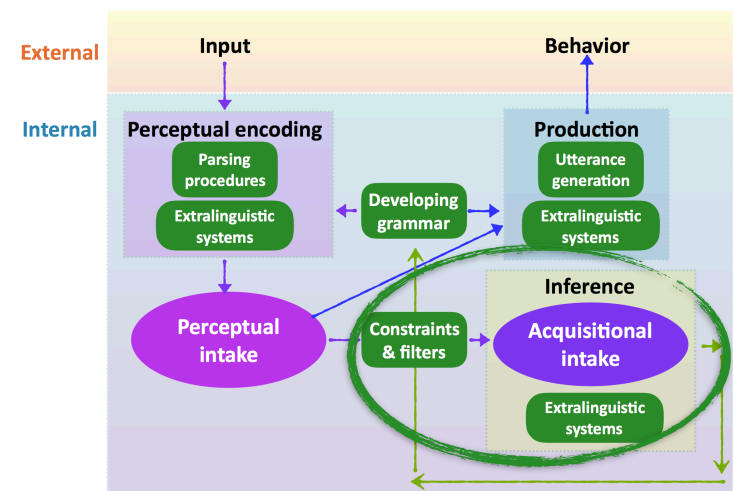 External
Input
Behavior
Internal
Perceptual encoding
Parsing
procedures
Extralinguistic
systems
Developing
grammar
Production
Utterance
generation
Extralinguistic
systems
Perceptual
intake
Constraints
& filters
Inference
Acquisitional
intake
Extralinguistic
systems